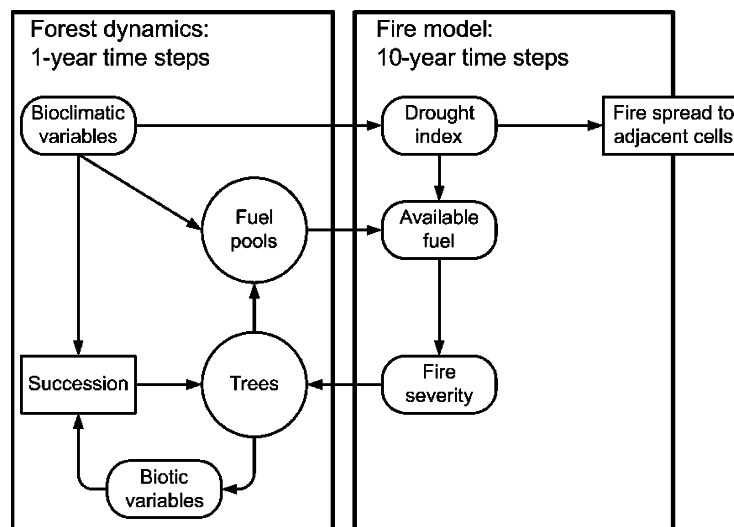 Forest dynamics:
1-year time steps
Fire model:
10-year time steps
Bioclimatic
variables
Drought
index
Fire spread to
adjacent cells
Fuel
pools
Available
fuel
Succession
Trees
Fire
severity
Biotic
variables